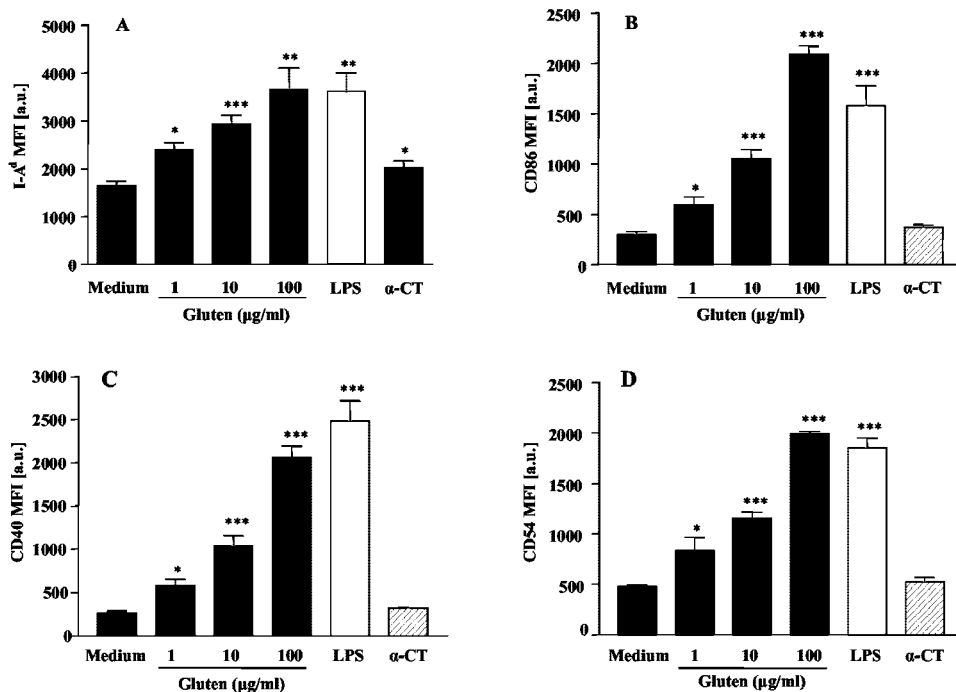 A
I-Aᵈ MFI [a.u.]
5000
4000
3000
2000
1000
0
* *** ** ** *
Medium 1 10 100 LPS α-CT
Gluten (µg/ml)
B
CD86 MFI [a.u.]
2500
2000
1500
1000
500
0
* *** *** ***
Medium 1 10 100 LPS α-CT
Gluten (µg/ml)
C
CD40 MFI [a.u.]
3000
2500
2000
1500
1000
500
0
* *** *** ***
Medium 1 10 100 LPS α-CT
Gluten (µg/ml)
D
CD54 MFI [a.u.]
2500
2000
1500
1000
500
0
* *** *** ***
Medium 1 10 100 LPS α-CT
Gluten (µg/ml)